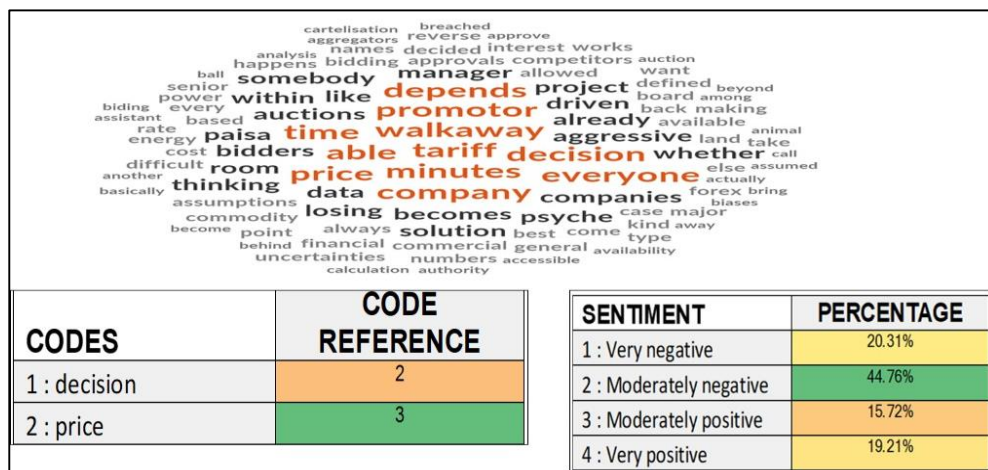 cartelisation breached
aggregators reverse approve
analysis names decided interest works
happens bidding approvals competitors auction
ball somebody manager allowed want
senior depends project defined beyond
power within like promotor driven board among
biding every auctions already back making
assistant based paisa time walkaway aggressive available
rate energy land take animal
cost bidders able tariff decision whether call
difficult room price minutes everyone else assumed
another thinking data company companies actually
basically forex bring
assumptions losing becomes psyche case major biases
commodity kind away
become point always solution best come type
behind financial commercial general availability
uncertainties numbers accessible
calculation authority
CODES CODE REFERENCE
1 : decision 2
2 : price 3
SENTIMENT PERCENTAGE
1 : Very negative 20.31%
2 : Moderately negative 44.76%
3 : Moderately positive 15.72%
4 : Very positive 19.21%